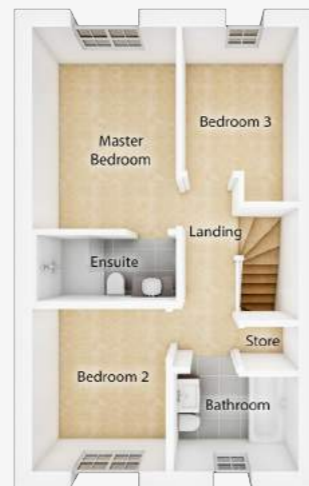 Bedroom 3
Master
Bedroom
Landing
Ensuite
Store
Bedroom 2
Bathroom